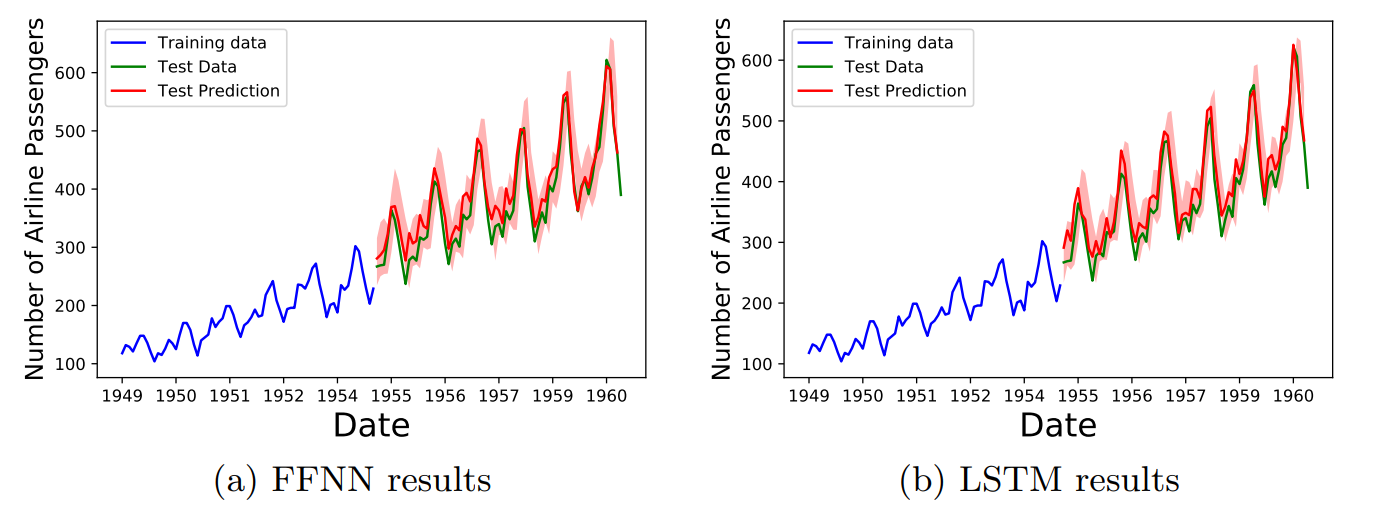 Number of Airline Passengers
600
500
400
300
200
100
Training data
Test Data
Test Prediction
1949 1950 1951 1952 1954 1955 1956 1957 1959 1960
Date
(a) FFNN results
Number of Airline Passengers
600
500
400
300
200
100
Training data
Test Data
Test Prediction
1949 1950 1951 1952 1954 1955 1956 1957 1959 1960
Date
(b) LSTM results